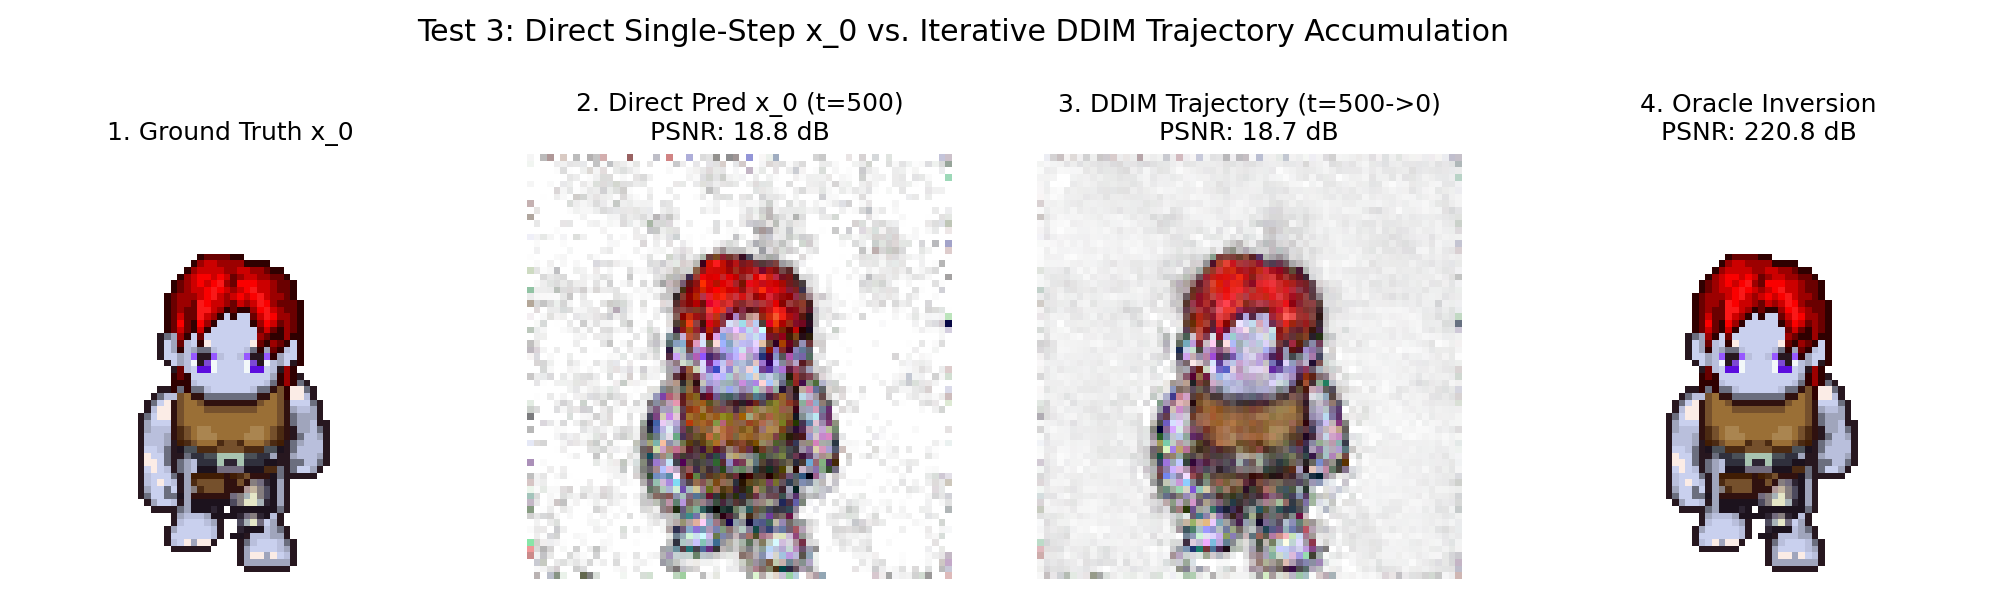 Test 3: Direct Single-Step x_0 vs. Iterative DDIM Trajectory Accumulation
1. Ground Truth x_0
2. Direct Pred x_0 (t=500)
PSNR: 18.8 dB
3. DDIM Trajectory (t=500->0)
PSNR: 18.7 dB
4. Oracle Inversion
PSNR: 220.8 dB